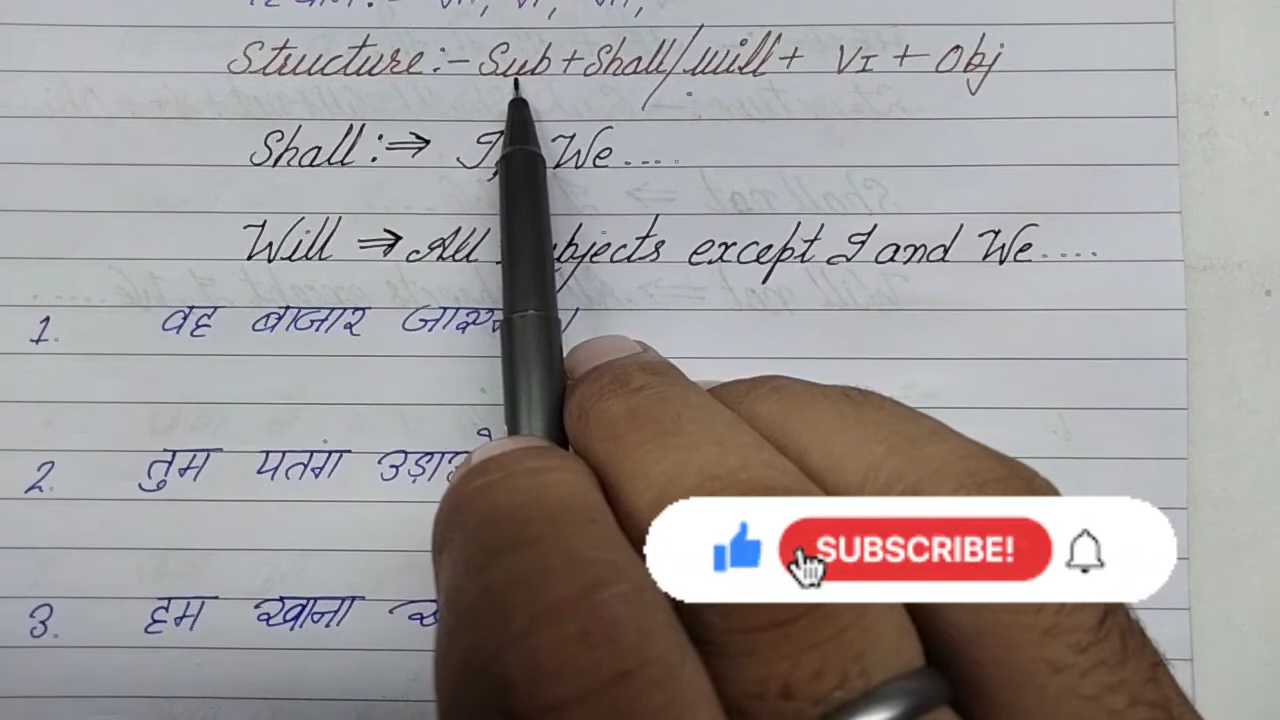 Structure:- Sub + Shall/will + V1 + Obj
Shall :⇒ I, We....
Will ⇒ All Subjects except I and We....
1. वह बाजार
2. तुम पतंग
3. हम खाना
SUBSCRIBE!